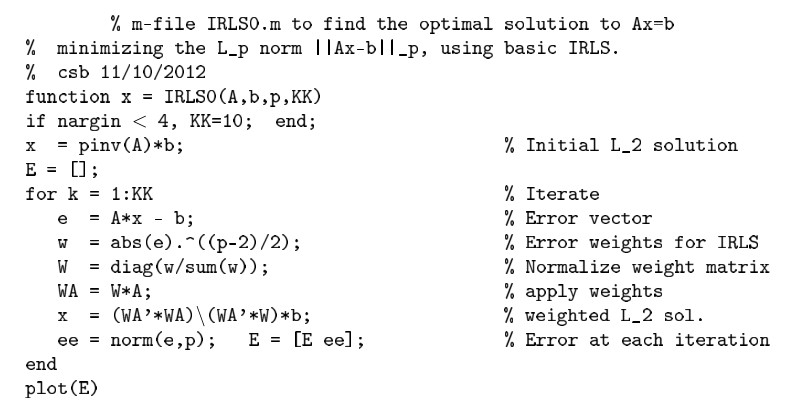 % m-file IRLS0.m to find the optimal solution to Ax=b
% minimizing the L_p norm ||Ax-b||_p, using basic IRLS.
% csb 11/10/2012
function x = IRLS0(A,b,p,KK)
if nargin < 4, KK=10; end;
x = pinv(A)*b; % Initial L_2 solution
E = [];
for k = 1:KK % Iterate
e = A*x - b; % Error vector
w = abs(e).^((p-2)/2); % Error weights for IRLS
W = diag(w/sum(w)); % Normalize weight matrix
WA = W*A; % apply weights
x = (WA'*WA)\(WA'*W)*b; % weighted L_2 sol.
ee = norm(e,p); E = [E ee]; % Error at each iteration
end
plot(E)